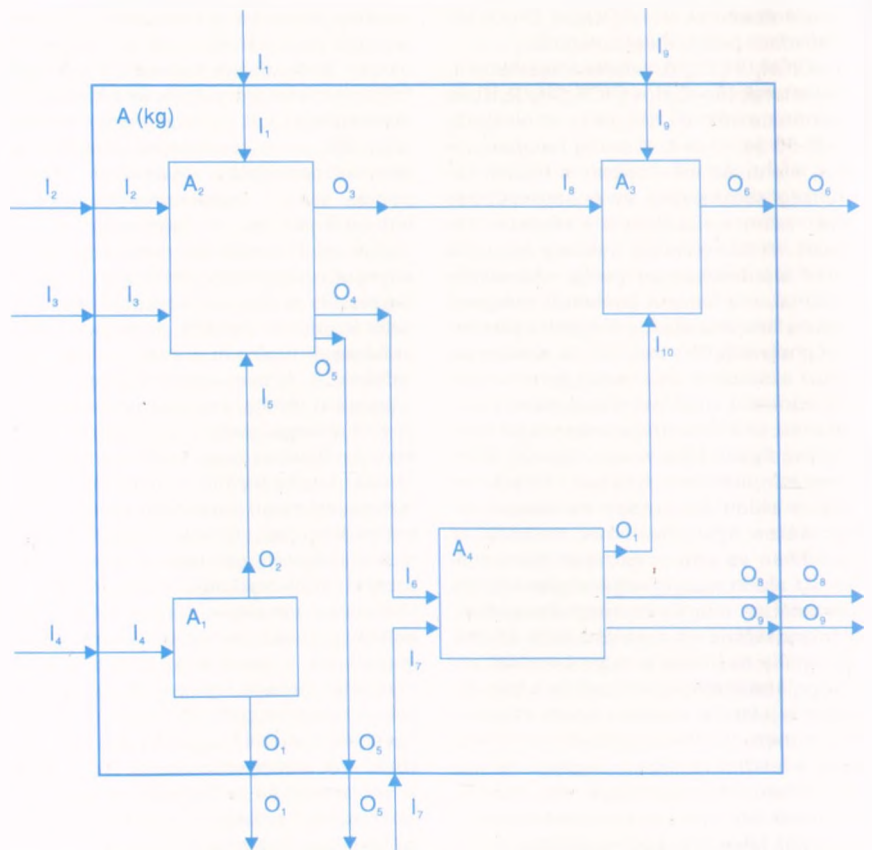 I₁ I₉
A (kg) I₁ I₉
I₂ I₂ A₂ O₃ I₈ A₃ O₆ O₆
I₃ I₃ O₄
O₅
I₅ I₁₀
A₄ O₁
O₂ I₆ O₈ O₈
A₁ O₉ O₉
I₄ I₄ I₇
O₁ O₅
O₁ O₅ I₇